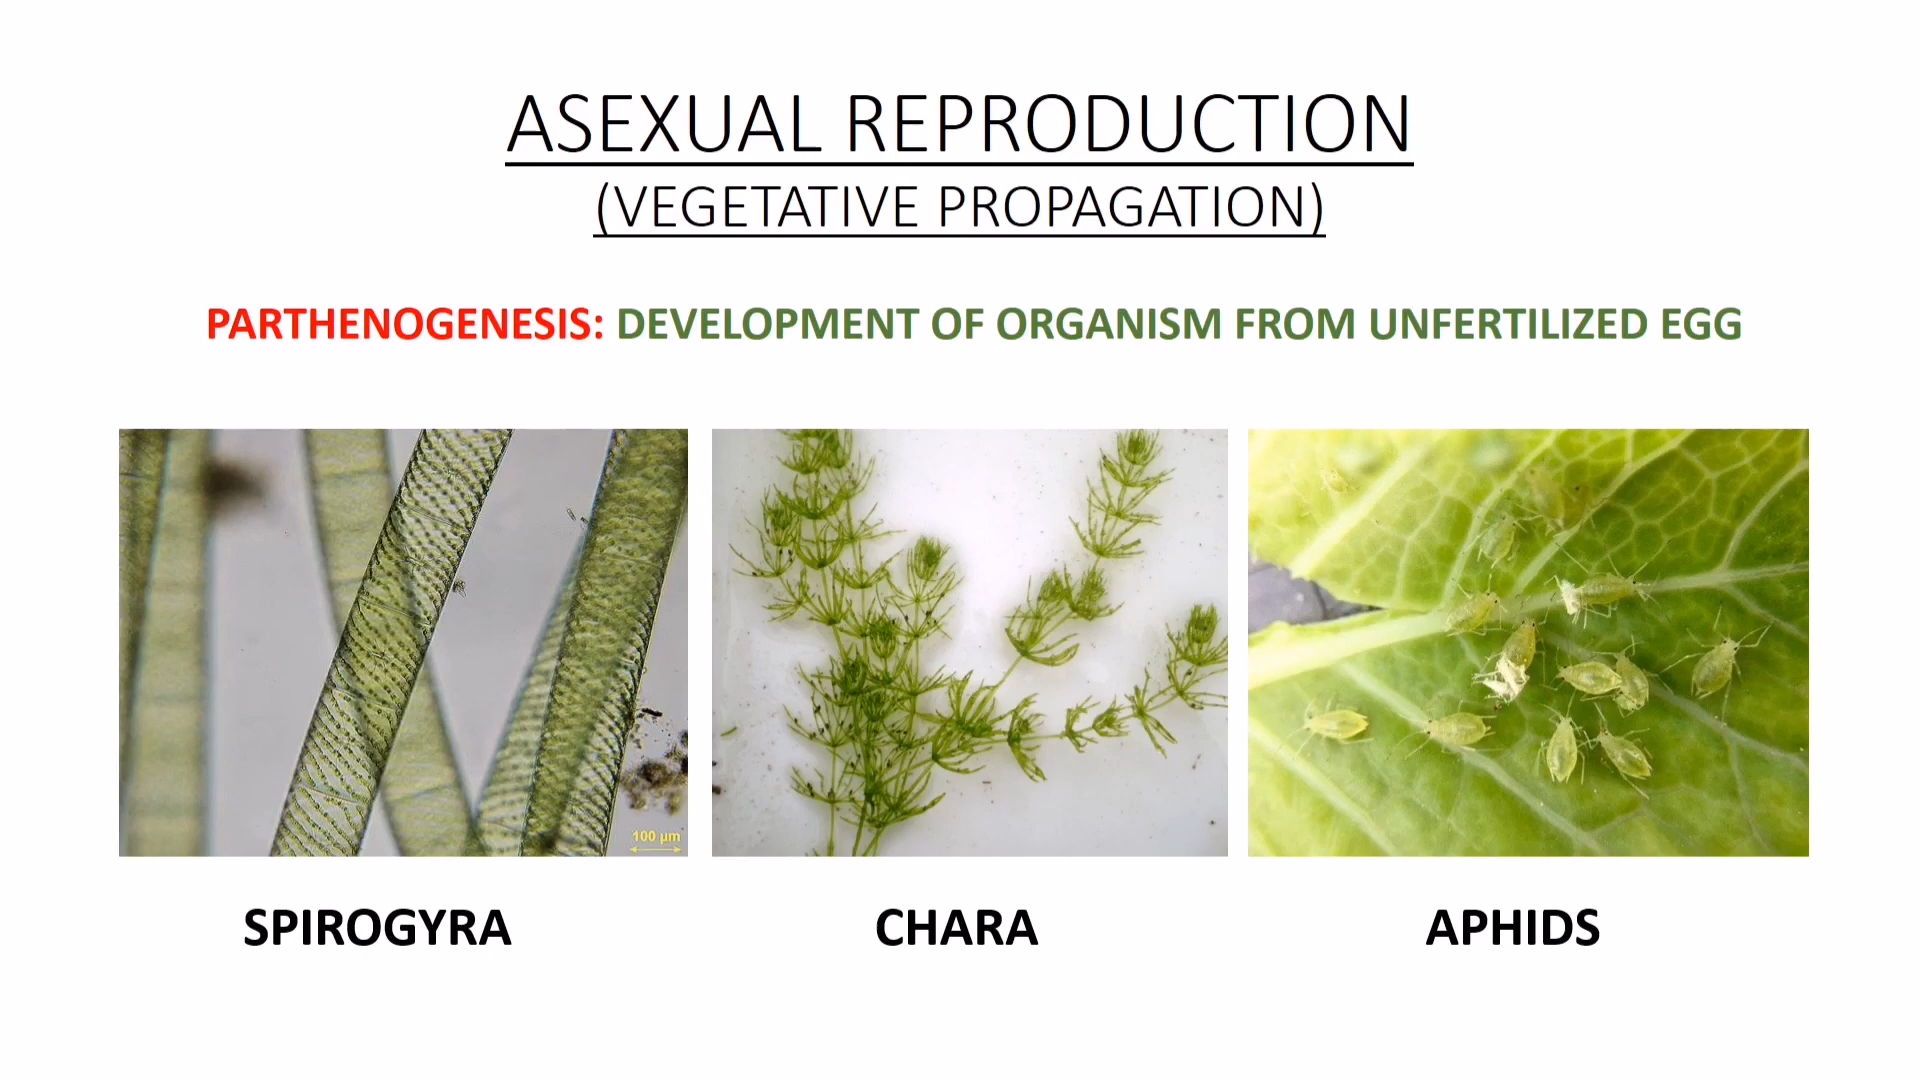 ASEXUAL REPRODUCTION
(VEGETATIVE PROPAGATION)
PARTHENOGENESIS: DEVELOPMENT OF ORGANISM FROM UNFERTILIZED EGG
100 µm
SPIROGYRA
CHARA
APHIDS